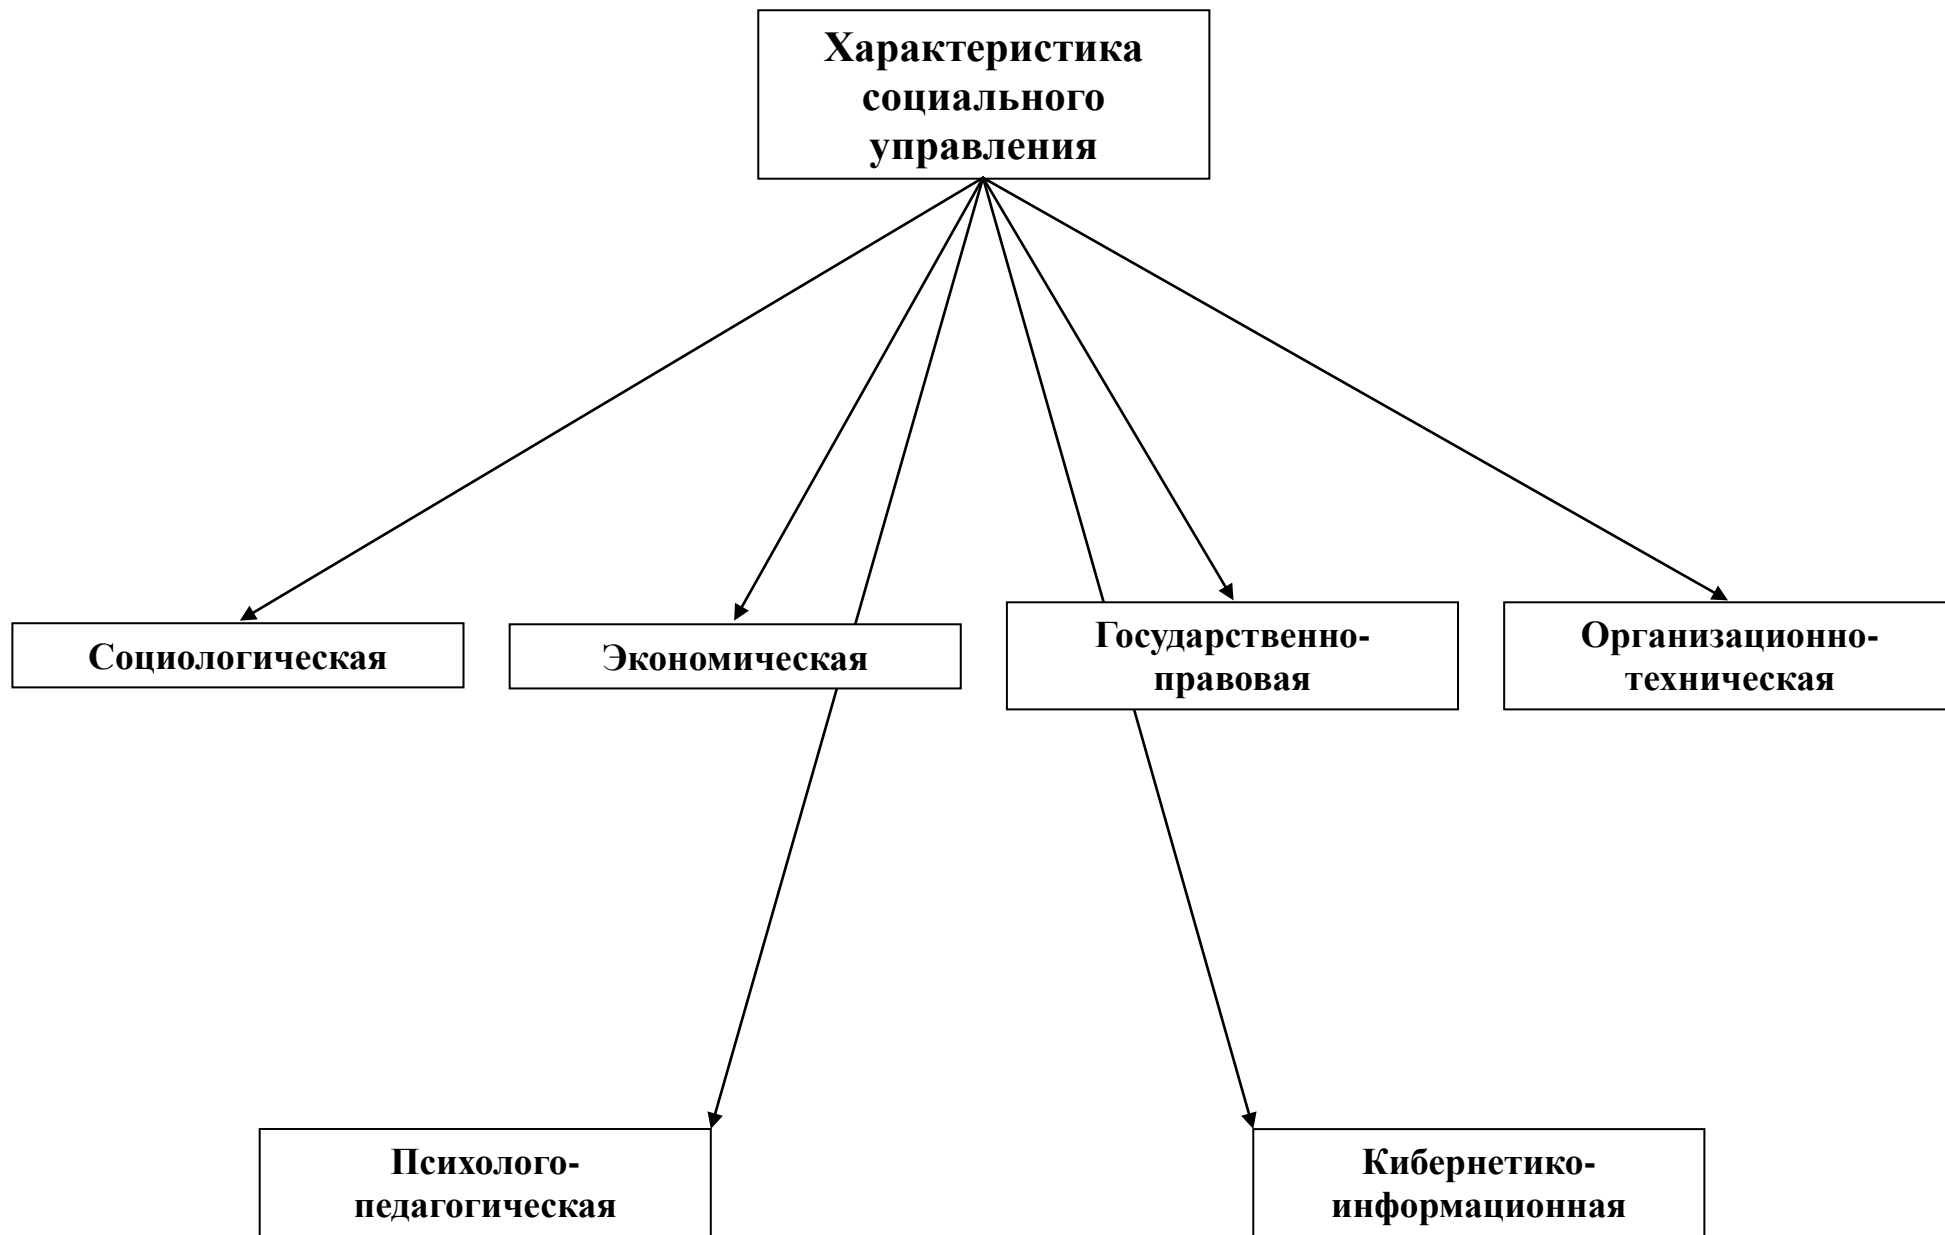 Характеристика
социального
управления
Социологическая
Экономическая
Государственно-
правовая
Организационно-
техническая
Психолого-
педагогическая
Кибернетико-
информационная